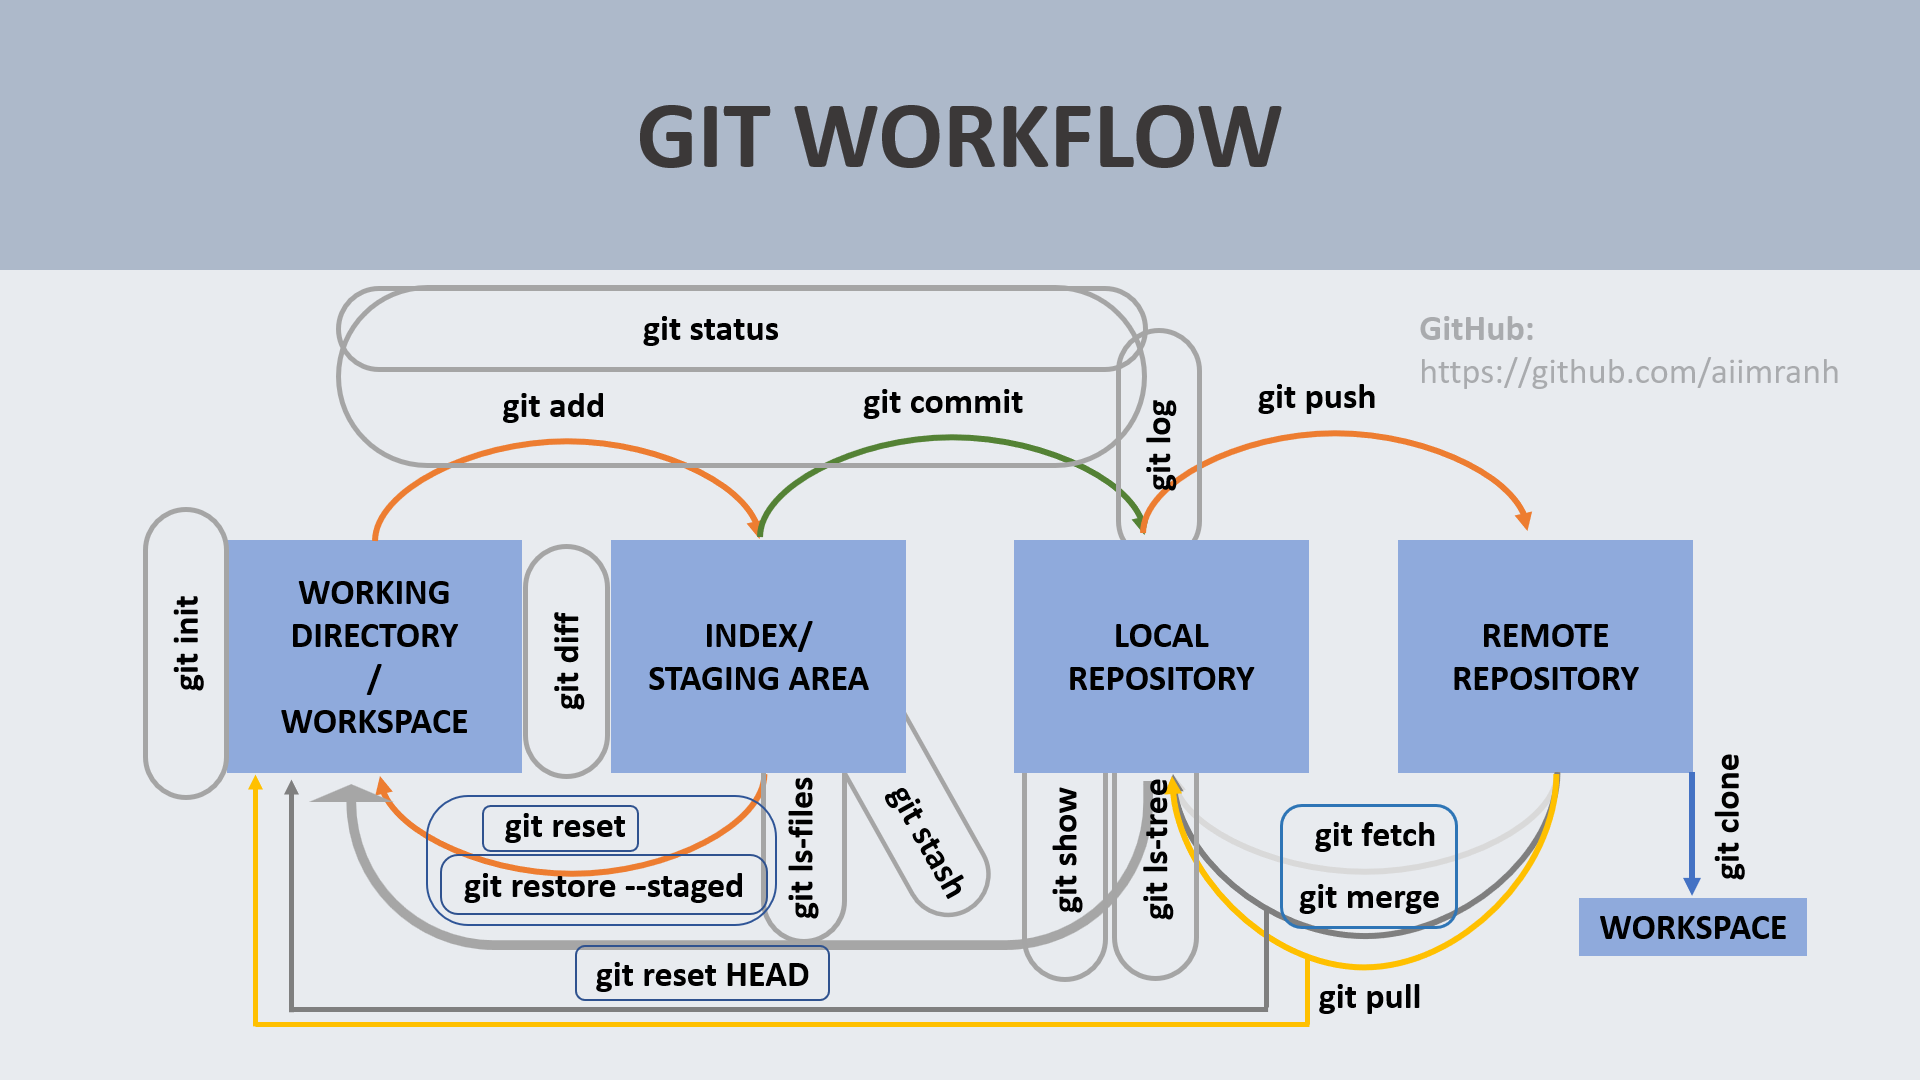 GIT WORKFLOW
git status
GitHub:
https://github.com/aiimranh
git add
git commit
git log
git push
git init
WORKING
DIRECTORY
/
WORKSPACE
git diff
INDEX/
STAGING AREA
LOCAL
REPOSITORY
REMOTE
REPOSITORY
git reset
git restore --staged
git ls-files
git stash
git show
git ls-tree
git fetch
git merge
git clone
WORKSPACE
git reset HEAD
git pull